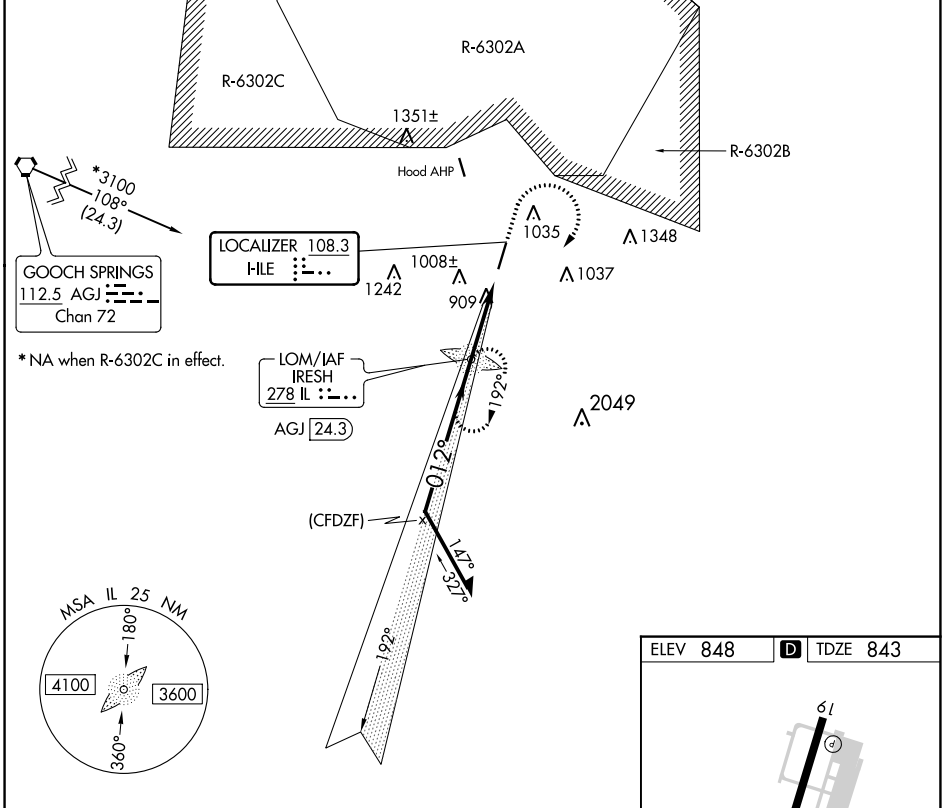 R-6302A
R-6302C
1351±
R-6302B
Hood AHP
*3100
108°
(24.3)
1035
1348
LOCALIZER 108.3
I-ILE
1008±
1037
GOOCH SPRINGS
112.5 AGJ
Chan 72
1242
909
* NA when R-6302C in effect.
LOM/IAF
IRESH
278 IL
192°
2049
AGJ 24.3
012°
(CFDZF)
147°
327°
MSA IL 25 NM
180°
192°
4100
3600
360°
ELEV 848
D
TDZE 843
19
P